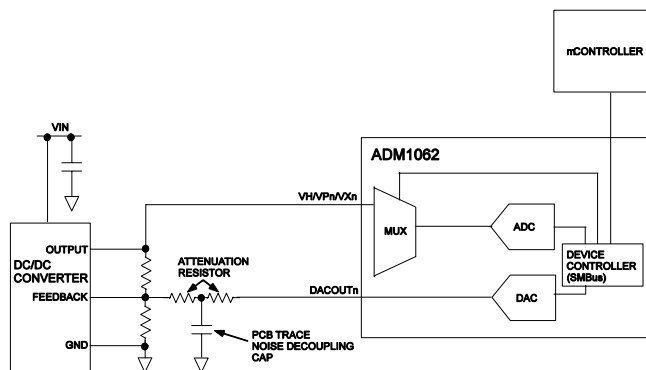 mCONTROLLER
VIN
ADM1062
VH/VPn/VXn
MUX
ADC
OUTPUT
DC/DC
CONVERTER
ATTENUATION
RESISTOR
DEVICE
CONTROLLER
(SMBus)
FEEDBACK
DACOUTn
DAC
PCB TRACE
NOISE DECOUPLING
CAP
GND